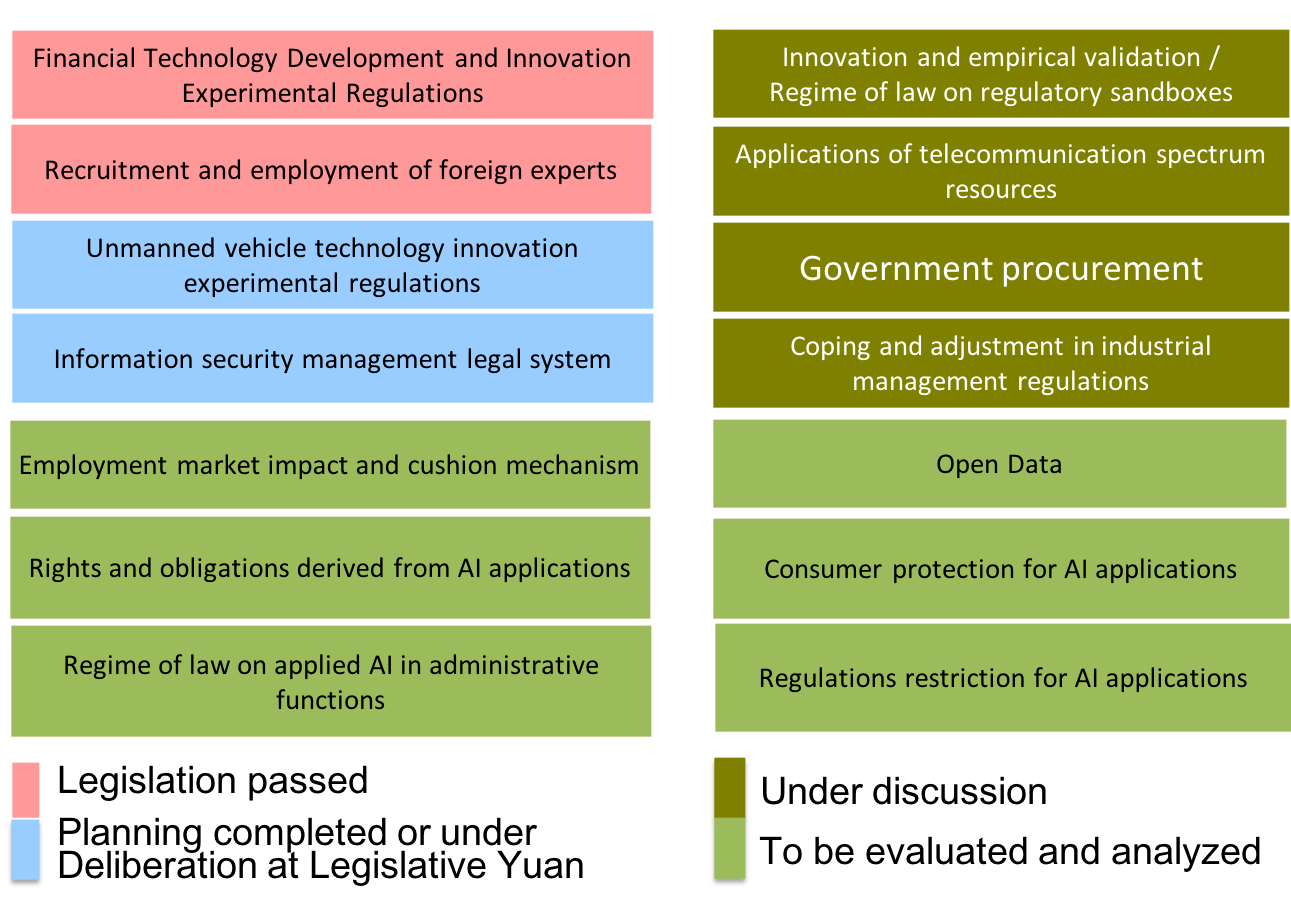 Financial Technology Development and Innovation
Experimental Regulations
Recruitment and employment of foreign experts
Unmanned vehicle technology innovation
experimental regulations
Information security management legal system
Employment market impact and cushion mechanism
Rights and obligations derived from AI applications
Regime of law on applied AI in administrative
functions
Innovation and empirical validation /
Regime of law on regulatory sandboxes
Applications of telecommunication spectrum
resources
Government procurement
Coping and adjustment in industrial
management regulations
Open Data
Consumer protection for AI applications
Regulations restriction for AI applications
Legislation passed
Planning completed or under
Deliberation at Legislative Yuan
Under discussion
To be evaluated and analyzed